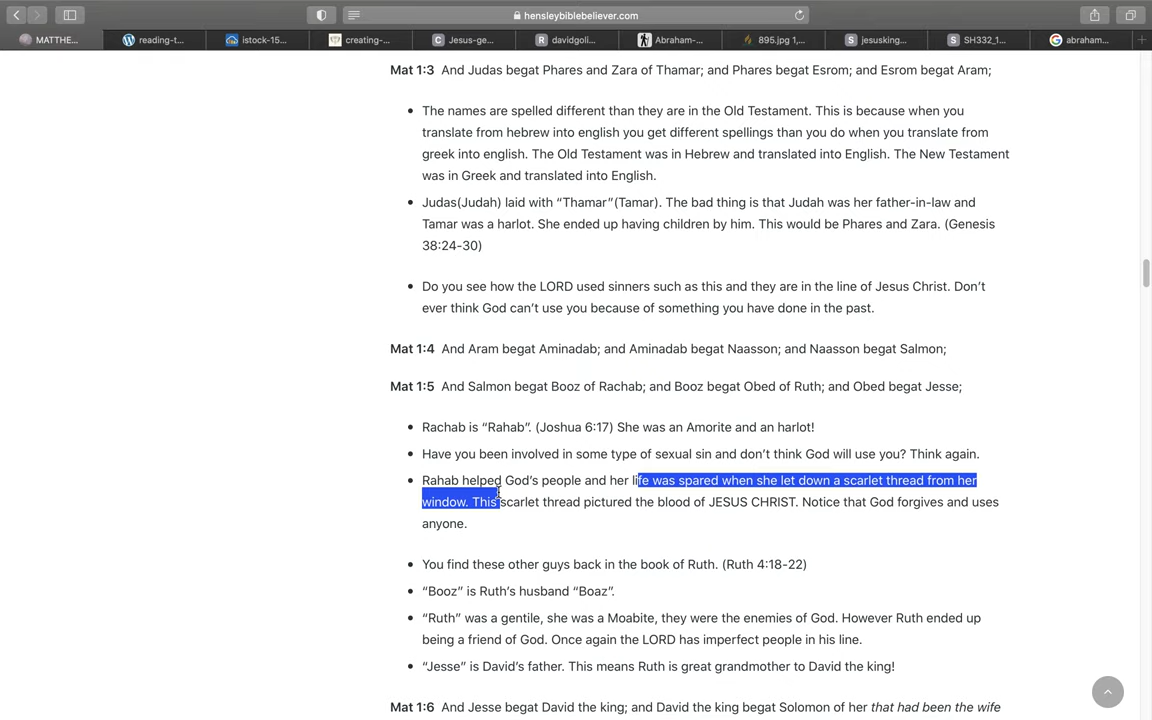 hensleybiblebeliever.com
MATTHE...
reading-t...
istock-15...
creating-...
Jesus-ge...
davidgoli...
Abraham-...
895.jpg 1,...
jesusking...
SH332_1...
abraham...
Mat 1:3 And Judas begat Phares and Zara of Thamar; and Phares begat Esrom; and Esrom begat Aram;
• The names are spelled different than they are in the Old Testament. This is because when you
translate from hebrew into english you get different spellings than you do when you translate from
greek into english. The Old Testament was in Hebrew and translated into English. The New Testament
was in Greek and translated into English.
• Judas(Judah) laid with “Thamar”(Tamar). The bad thing is that Judah was her father-in-law and
Tamar was a harlot. She ended up having children by him. This would be Phares and Zara. (Genesis
38:24-30)
• Do you see how the LORD used sinners such as this and they are in the line of Jesus Christ. Don’t
ever think God can’t use you because of something you have done in the past.
Mat 1:4 And Aram begat Aminadab; and Aminadab begat Naasson; and Naasson begat Salmon;
Mat 1:5 And Salmon begat Booz of Rachab; and Booz begat Obed of Ruth; and Obed begat Jesse;
• Rachab is “Rahab”. (Joshua 6:17) She was an Amorite and an harlot!
• Have you been involved in some type of sexual sin and don’t think God will use you? Think again.
• Rahab helped God’s people and her life was spared when she let down a scarlet thread from her
window. This scarlet thread pictured the blood of JESUS CHRIST. Notice that God forgives and uses
anyone.
• You find these other guys back in the book of Ruth. (Ruth 4:18-22)
• “Booz” is Ruth’s husband “Boaz”.
• “Ruth” was a gentile, she was a Moabite, they were the enemies of God. However Ruth ended up
being a friend of God. Once again the LORD has imperfect people in his line.
• “Jesse” is David’s father. This means Ruth is great grandmother to David the king!
Mat 1:6 And Jesse begat David the king; and David the king begat Solomon of her that had been the wife